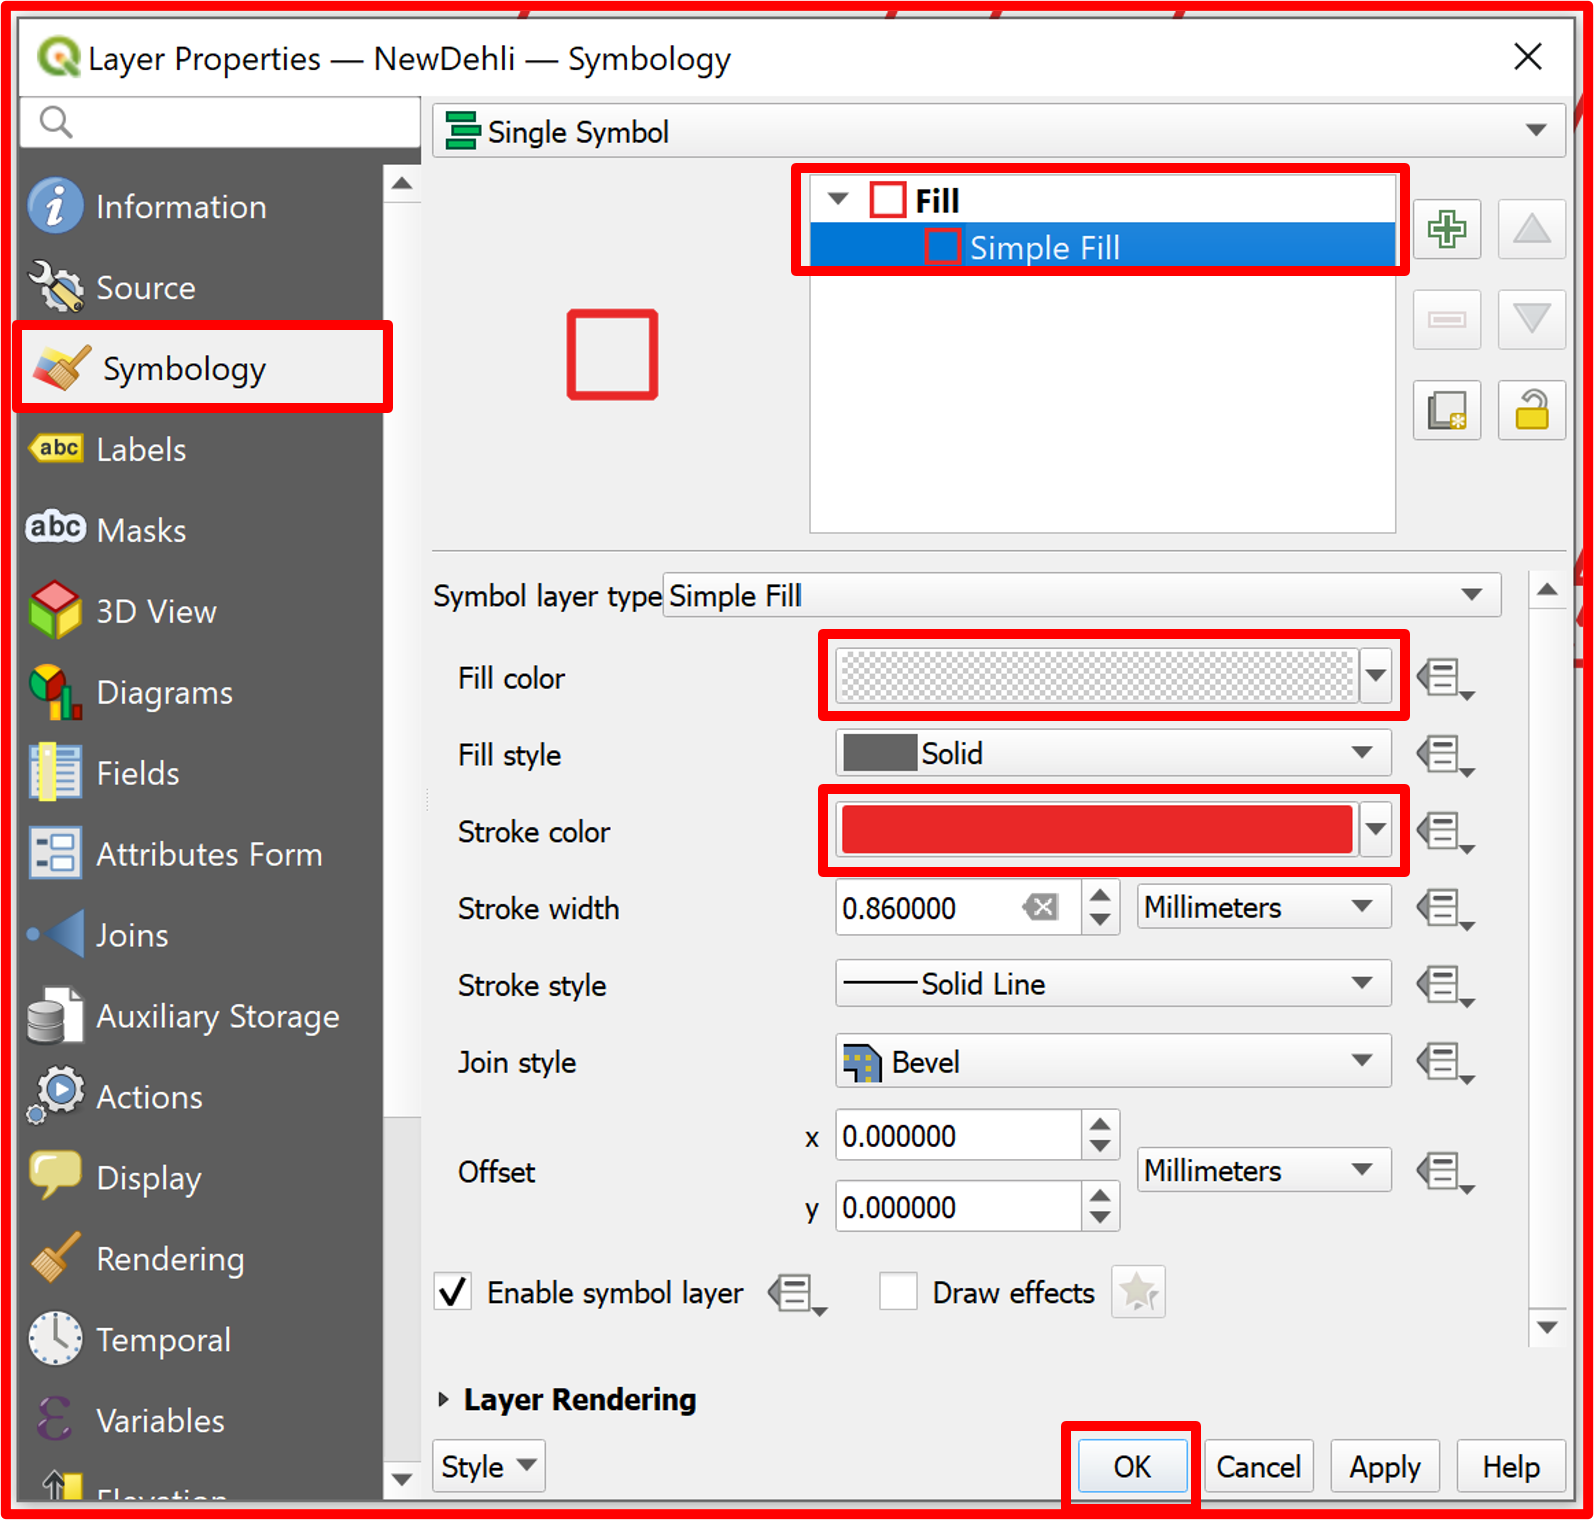 Layer Properties — NewDehli — Symbology
Single Symbol
Information
Source
Symbology
Labels
Masks
3D View
Diagrams
Fields
Attributes Form
Joins
Auxiliary Storage
Actions
Display
Rendering
Temporal
Variables
Elevation
abc
abc
Fill
Simple Fill
Symbol layer type Simple Fill
Fill color
Fill style Solid
Stroke color
Stroke width 0.860000 Millimeters
Stroke style Solid Line
Join style Bevel
Offset x 0.000000 Millimeters
y 0.000000
Enable symbol layer Draw effects
Layer Rendering
Style OK Cancel Apply Help